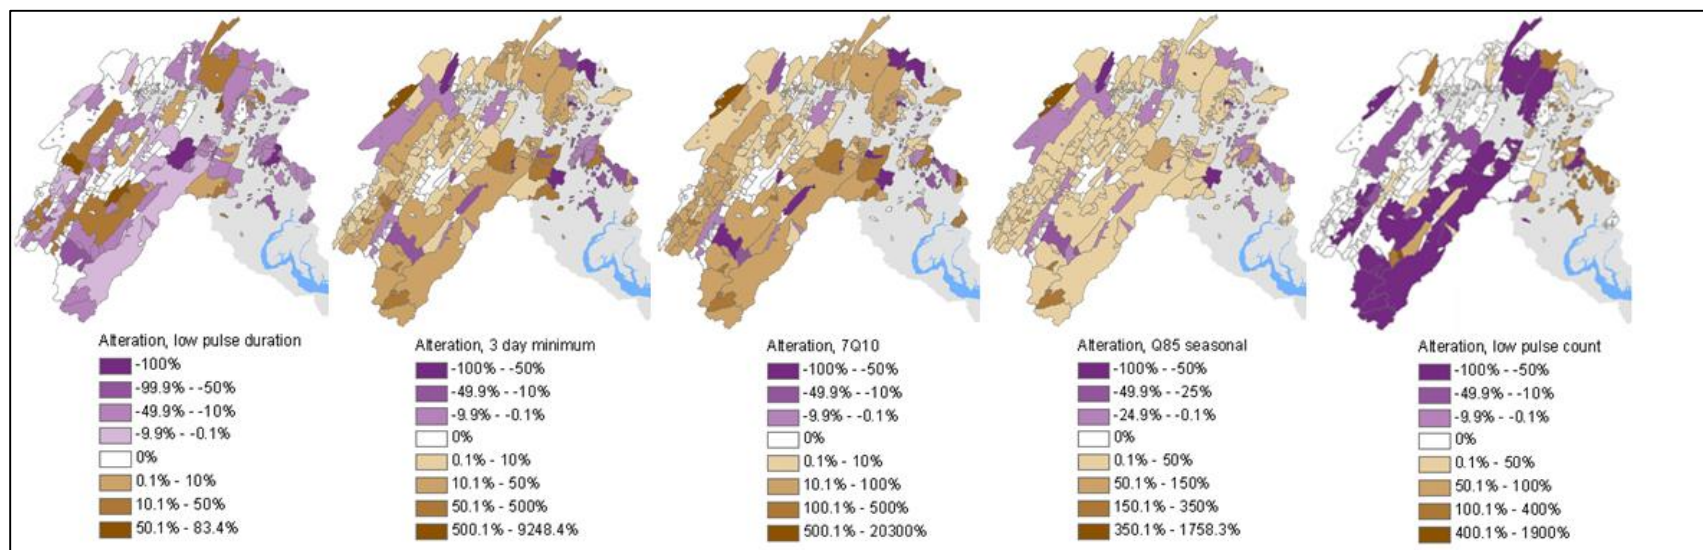 Alteration, low pulse duration
-100%
-99.9% - -50%
-49.9% - -10%
-9.9% - -0.1%
0%
0.1% - 10%
10.1% - 50%
50.1% - 83.4%
Alteration, 3 day minimum
-100% - -50%
-49.9% - -10%
-9.9% - -0.1%
0%
0.1% - 10%
10.1% - 50%
50.1% - 500%
500.1% - 9248.4%
Alteration, 7Q10
-100% - -50%
-49.9% - -10%
-9.9% - -0.1%
0%
0.1% - 10%
10.1% - 100%
100.1% - 500%
500.1% - 20300%
Alteration, Q85 seasonal
-100% - -50%
-49.9% - -25%
-24.9% - -0.1%
0%
0.1% - 50%
50.1% - 150%
150.1% - 350%
350.1% - 1758.3%
Alteration, low pulse count
-100% - -50%
-49.9% - -10%
-9.9% - -0.1%
0%
0.1% - 50%
50.1% - 100%
100.1% - 400%
400.1% - 1900%